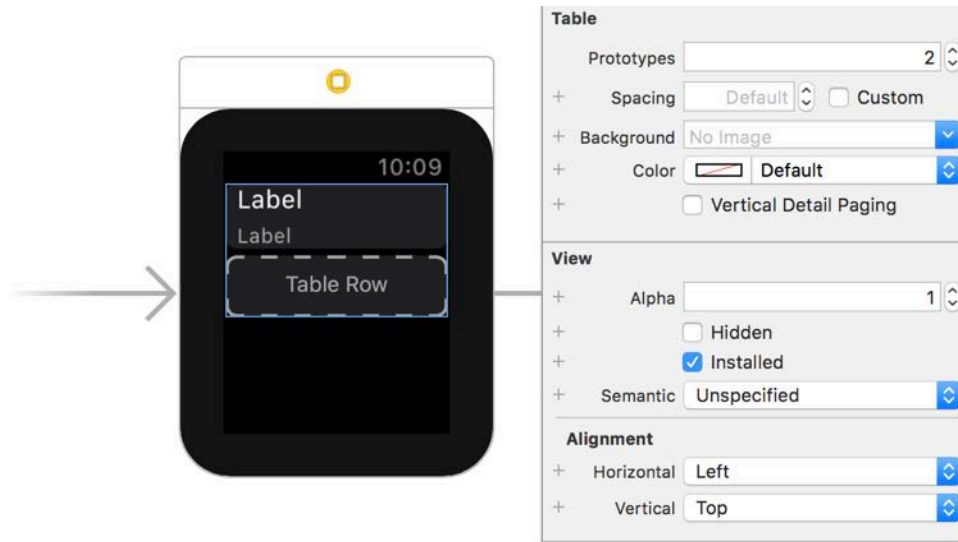 10:09
Label
Label
Table Row
Table
Prototypes 2
Spacing Default Custom
Background No Image
Color Default
Vertical Detail Paging
View
Alpha 1
Hidden
Installed
Semantic Unspecified
Alignment
Horizontal Left
Vertical Top